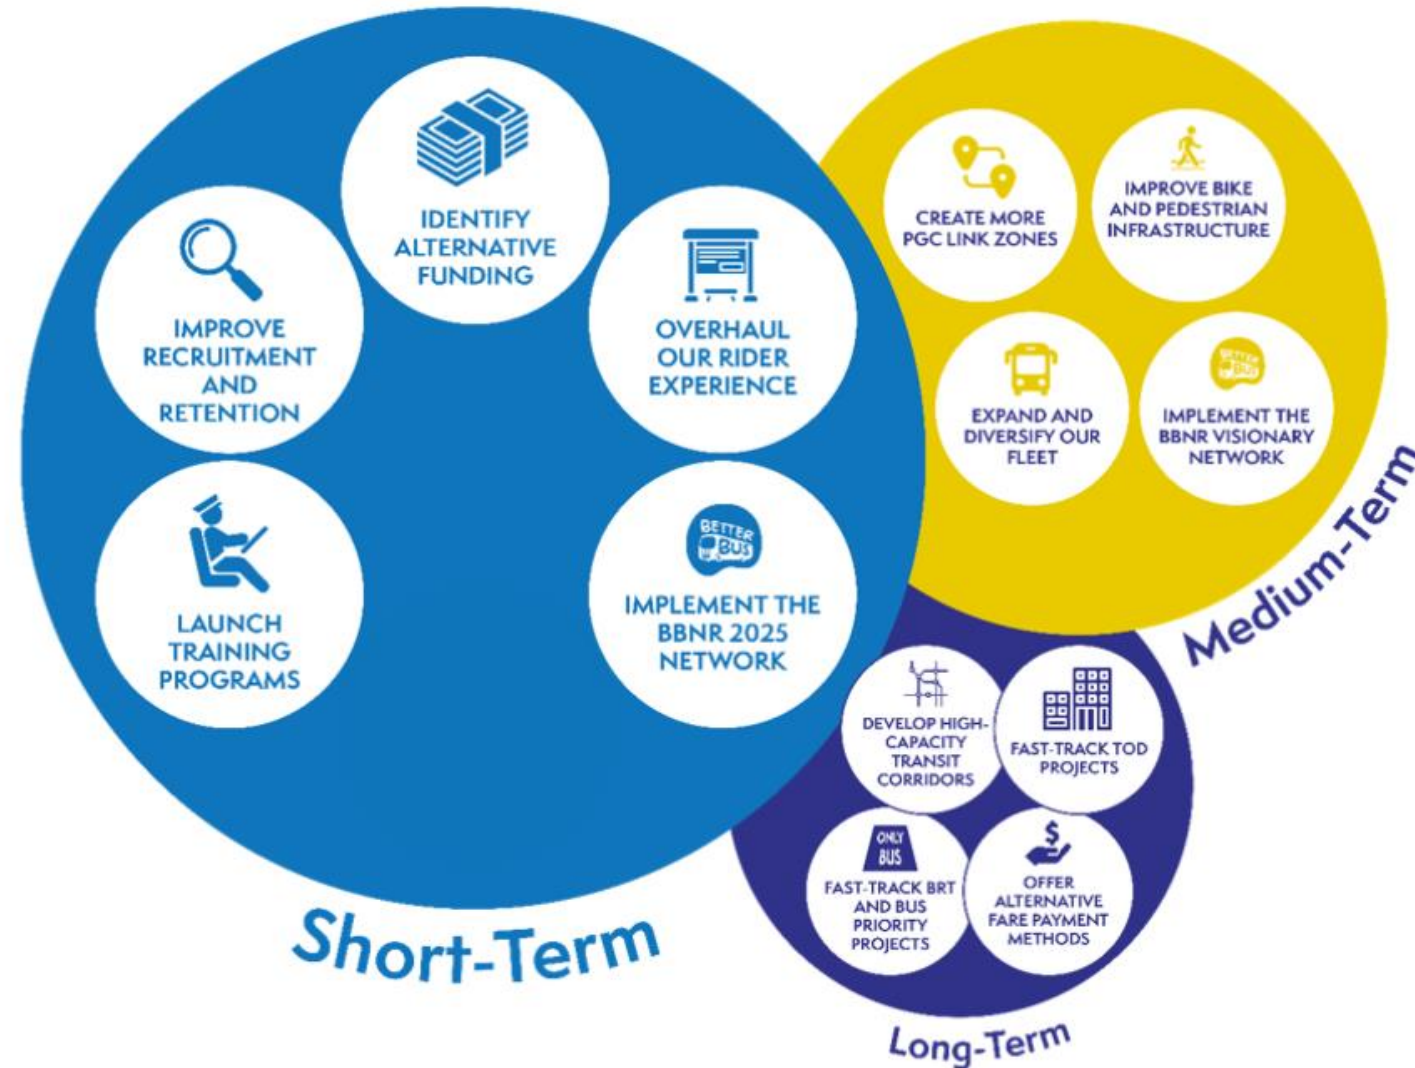 IDENTIFY
ALTERNATIVE
FUNDING
IMPROVE
RECRUITMENT
AND
RETENTION
OVERHAUL
OUR RIDER
EXPERIENCE
LAUNCH
TRAINING
PROGRAMS
BETTER
BUS
IMPLEMENT THE
BBNR 2025
NETWORK
Short-Term
CREATE MORE
PGC LINK ZONES
IMPROVE BIKE
AND PEDESTRIAN
INFRASTRUCTURE
EXPAND AND
DIVERSIFY OUR
FLEET
BETTER
BUS
IMPLEMENT THE
BBNR VISIONARY
NETWORK
Medium-Term
DEVELOP HIGH-
CAPACITY
TRANSIT
CORRIDORS
FAST-TRACK TOD
PROJECTS
ONLY
BUS
FAST-TRACK BRT
AND BUS
PRIORITY
PROJECTS
$
OFFER
ALTERNATIVE
FARE PAYMENT
METHODS
Long-Term